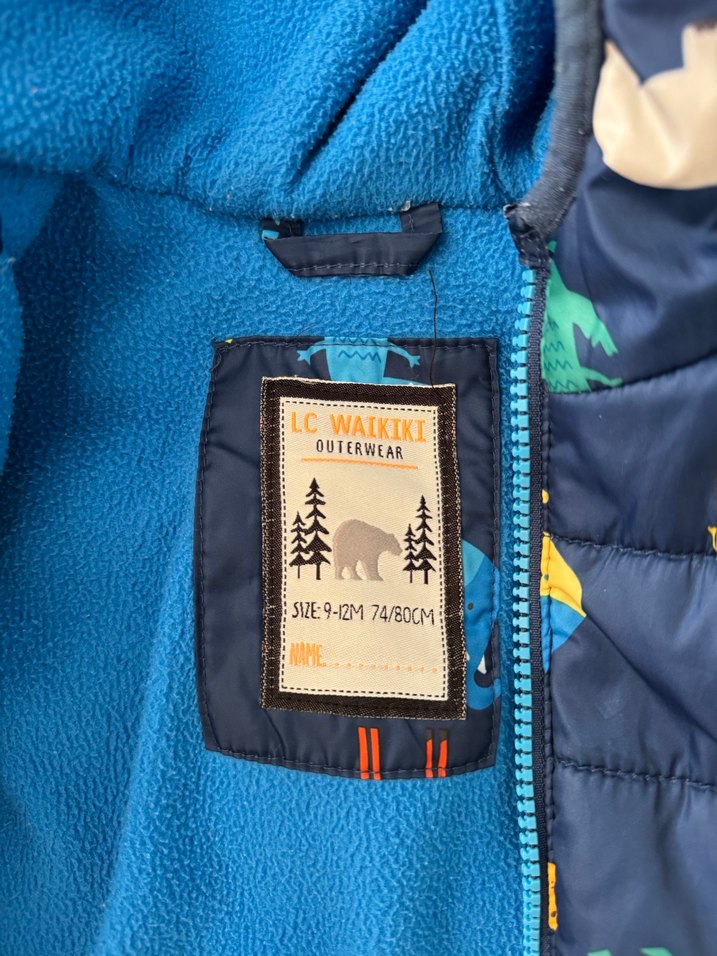 LC WAIKIKI
OUTERWEAR
SIZE: 9-12M 74/80CM
NAME..........